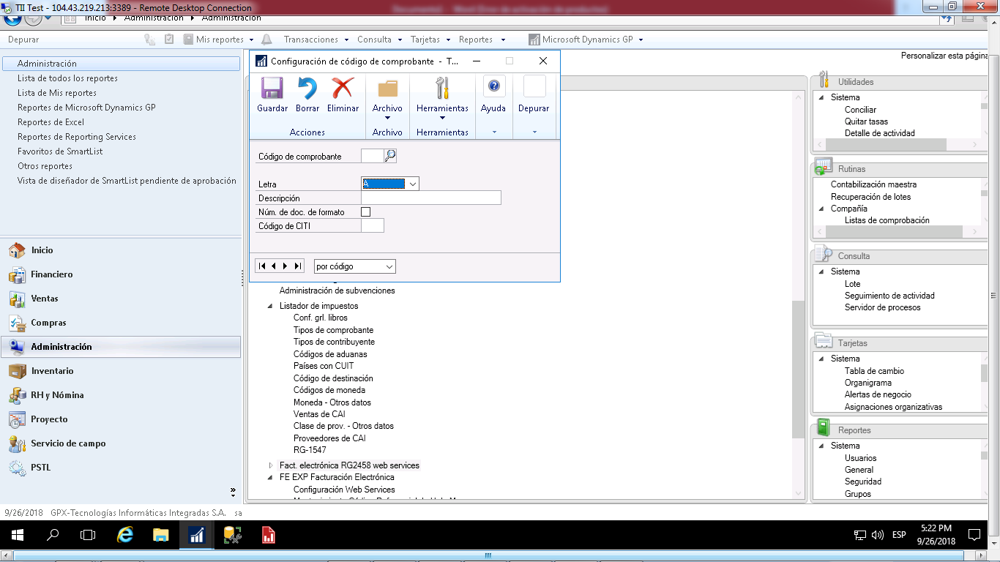 TII Test - 104.43.219.213:3389 - Remote Desktop Connection
Inicio
Administración
Administración
Depurar
Mis reportes
Transacciones
Consulta
Tarjetas
Reportes
Microsoft Dynamics GP
Personalizar esta página
Administración
Lista de todos los reportes
Lista de Mis reportes
Reportes de Microsoft Dynamics GP
Reportes de Excel
Reportes de Reporting Services
Favoritos de SmartList
Otros reportes
Vista de diseñador de SmartList pendiente de aprobación
Inicio
Financiero
Ventas
Compras
Administración
Inventario
RH y Nómina
Proyecto
Servicio de campo
PSTL
Configuración de código de comprobante - T...
Guardar
Borrar
Eliminar
Archivo
Herramientas
Ayuda
Depurar
Acciones
Archivo
Herramientas
Código de comprobante
Letra
A
Descripción
Núm. de doc. de formato
Código de CITI
por código
Administración de subvenciones
Listador de impuestos
Conf. grl. libros
Tipos de comprobante
Tipos de contribuyente
Códigos de aduanas
Países con CUIT
Código de destinación
Códigos de moneda
Moneda - Otros datos
Ventas de CAI
Clase de prov. - Otros datos
Proveedores de CAI
RG-1547
Fact. electrónica RG2458 web services
FE EXP Facturación Electrónica
Configuración Web Services
Utilidades
Sistema
Conciliar
Quitar tasas
Detalle de actividad
Rutinas
Contabilización maestra
Recuperación de lotes
Compañía
Listas de comprobación
Consulta
Sistema
Lote
Seguimiento de actividad
Servidor de procesos
Tarjetas
Sistema
Tabla de cambio
Organigrama
Alertas de negocio
Asignaciones organizativas
Reportes
Sistema
Usuarios
General
Seguridad
Grupos
9/26/2018 GPX-Tecnologías Informáticas Integradas S.A. sa
ESP
5:22 PM
9/26/2018